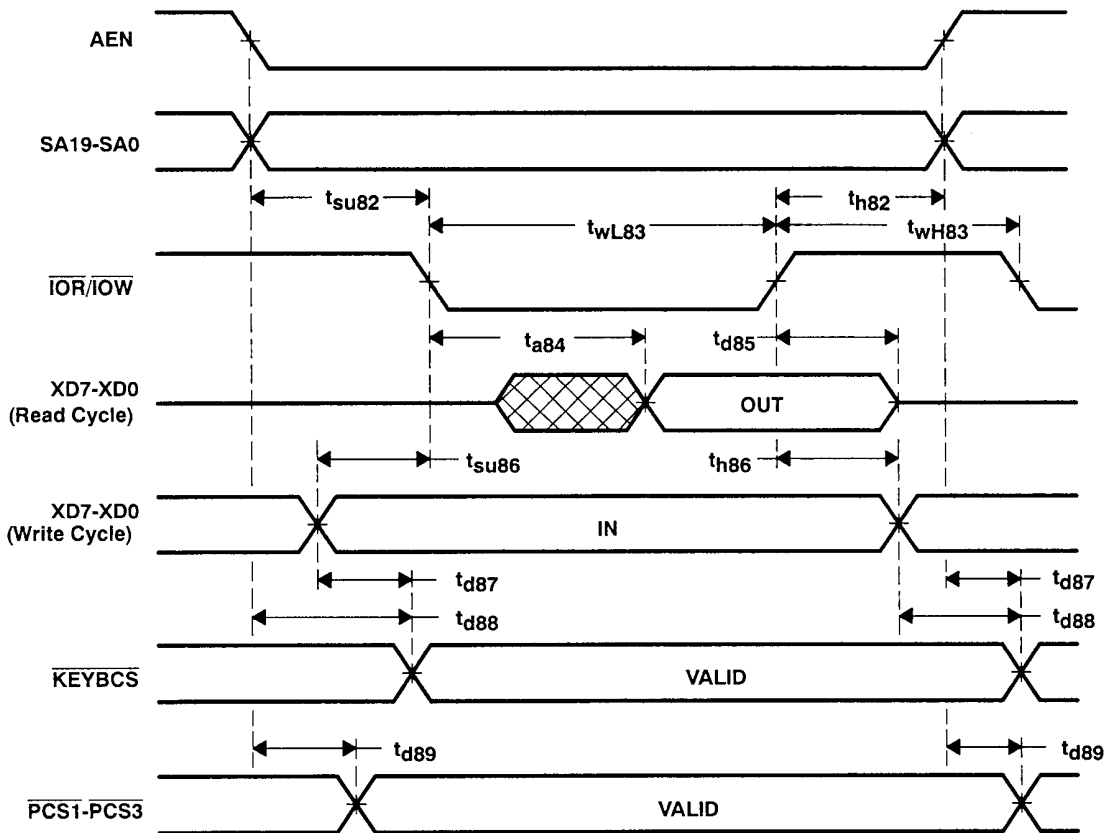 AEN
SA19-SA0
tsu82
th82
twL83
twH83
IOR/IOW
ta84
td85
XD7-XD0
(Read Cycle)
OUT
tsu86
th86
XD7-XD0
(Write Cycle)
IN
td87
td87
td88
td88
KEYBCS
VALID
td89
td89
PCS1-PCS3
VALID